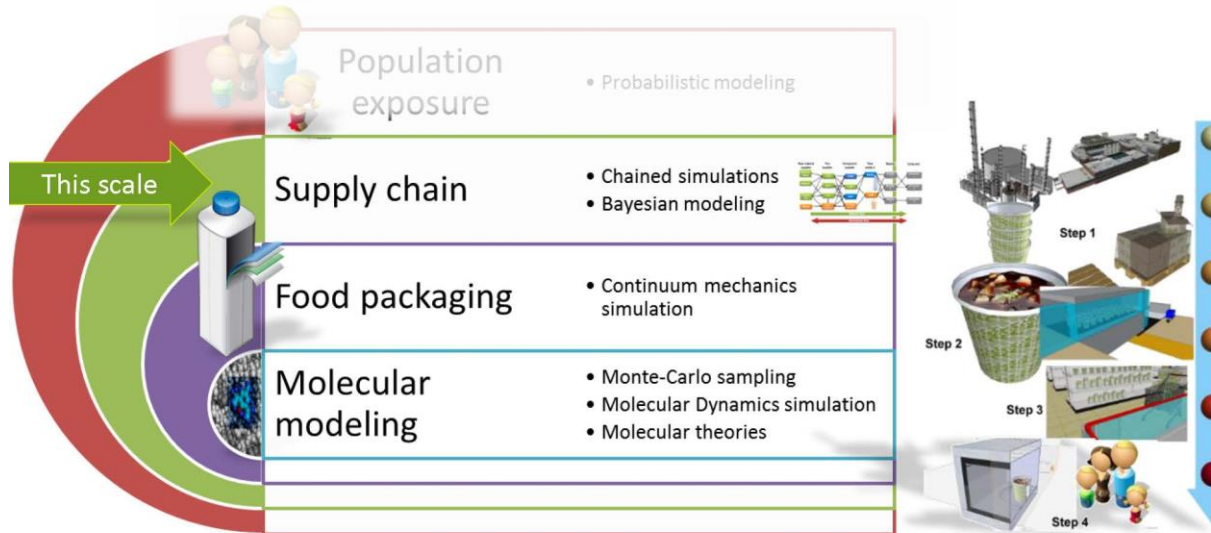 Population
exposure
• Probabilistic modeling
This scale
Supply chain
• Chained simulations
• Bayesian modeling
Food packaging
• Continuum mechanics
simulation
Molecular
modeling
• Monte-Carlo sampling
• Molecular Dynamics simulation
• Molecular theories
Step 1
Step 2
Step 3
Step 4